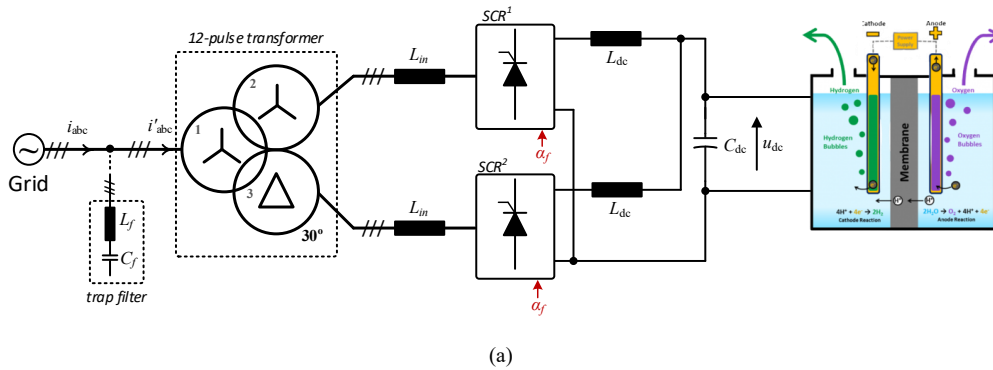 12-pulse transformer
SCR¹
Cathode
Anode
Power
Supply
L_in
L_dc
2
i_abc
i'_abc
1
Grid
α_f
Hydrogen
Oxygen
Hydrogen
Bubbles
Membrane
Oxygen
Bubbles
C_dc
u_dc
SCR²
3
30°
L_in
L_dc
L_f
C_f
trap filter
H⁺
H⁺
4H⁺ + 4e⁻ → 2H₂
Cathode Reaction
2H₂O → O₂ + 4H⁺ + 4e⁻
Anode Reaction
α_f
(a)